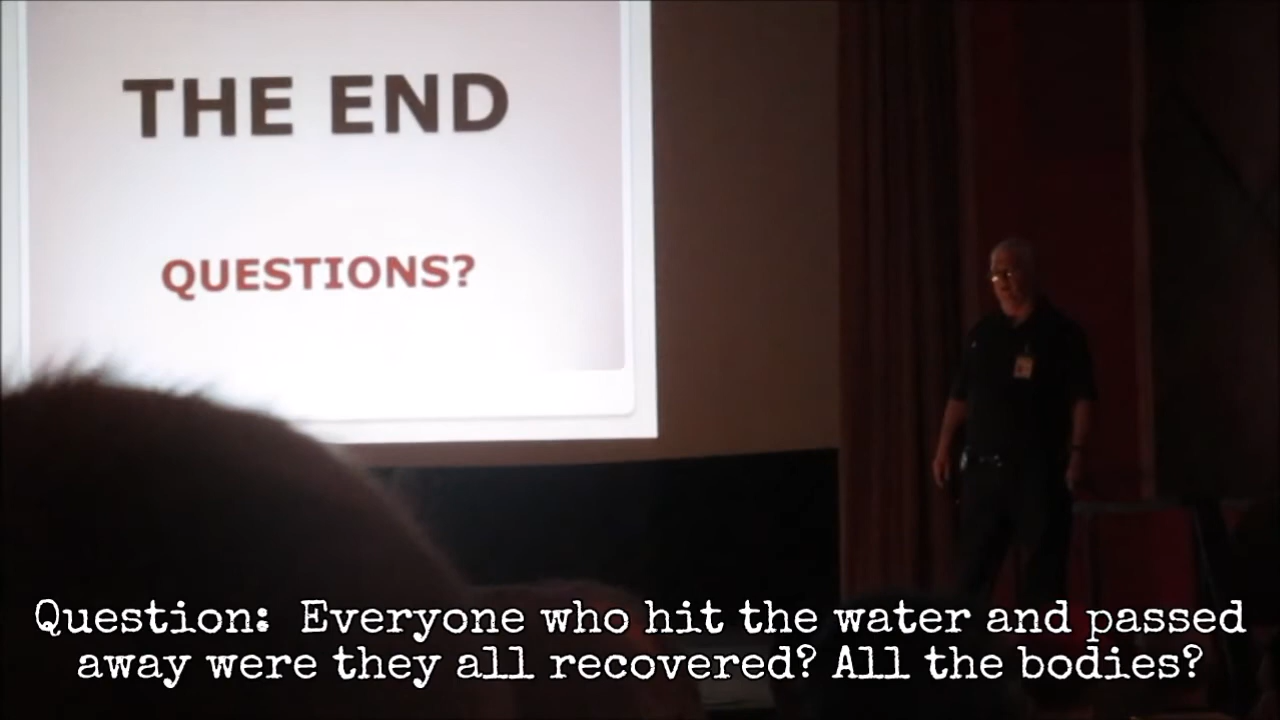 THE END
QUESTIONS?
Question: Everyone who hit the water and passed
away were they all recovered? All the bodies?